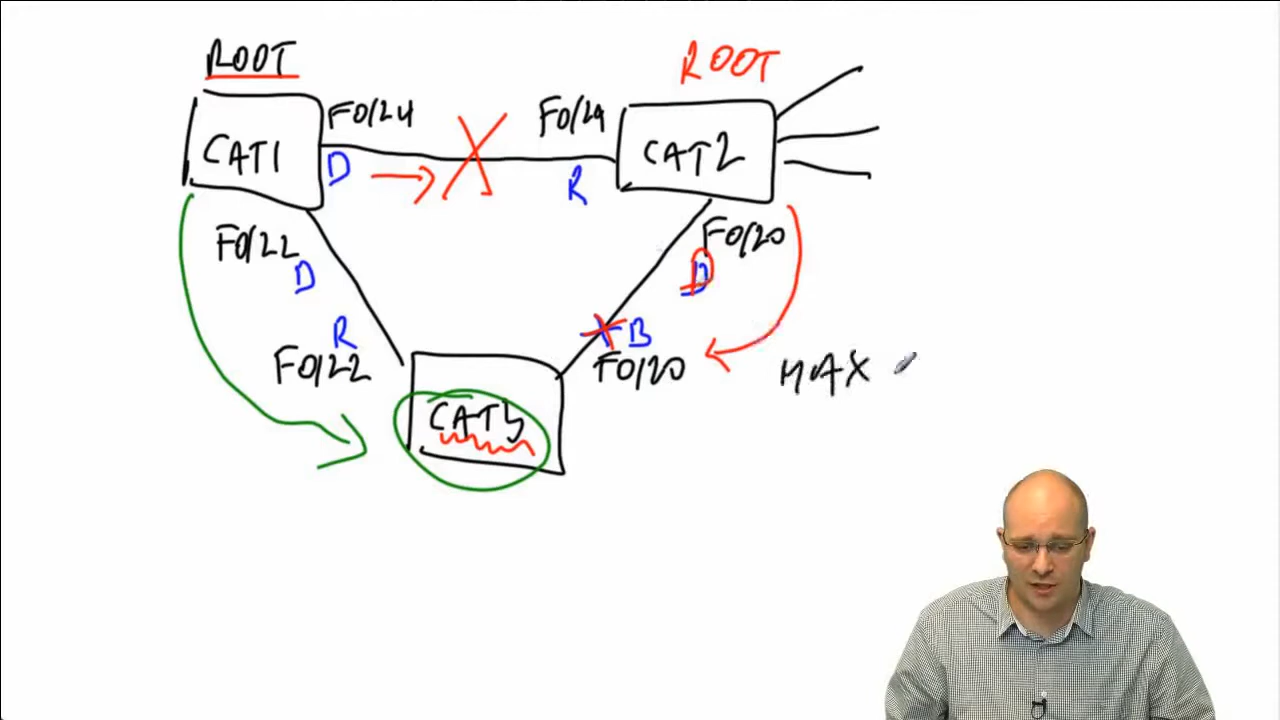 ROOT
ROOT
F0/24
F0/24
CAT1
CAT2
D
R
F0/22
F0/20
D
D
R
B
F0/22
F0/20
MAX
CAT3